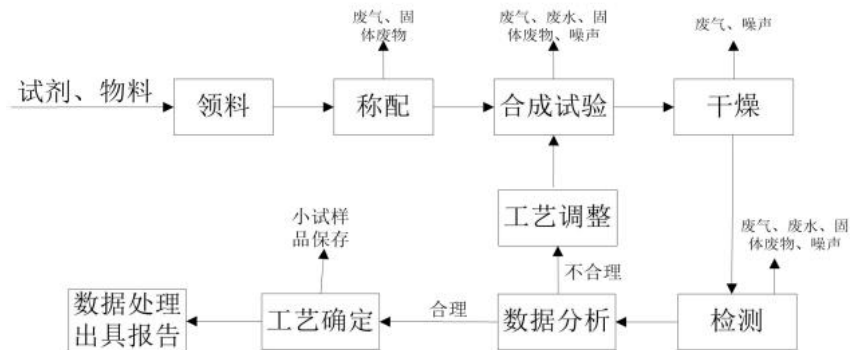 废气、固
体废物
废气、废水、固
体废物、噪声
废气、噪声
试剂、物料
领料
称配
合成试验
干燥
工艺调整
小试样
品保存
废气、废水、固
体废物、噪声
不合理
数据处理
出具报告
工艺确定
合理
数据分析
检测